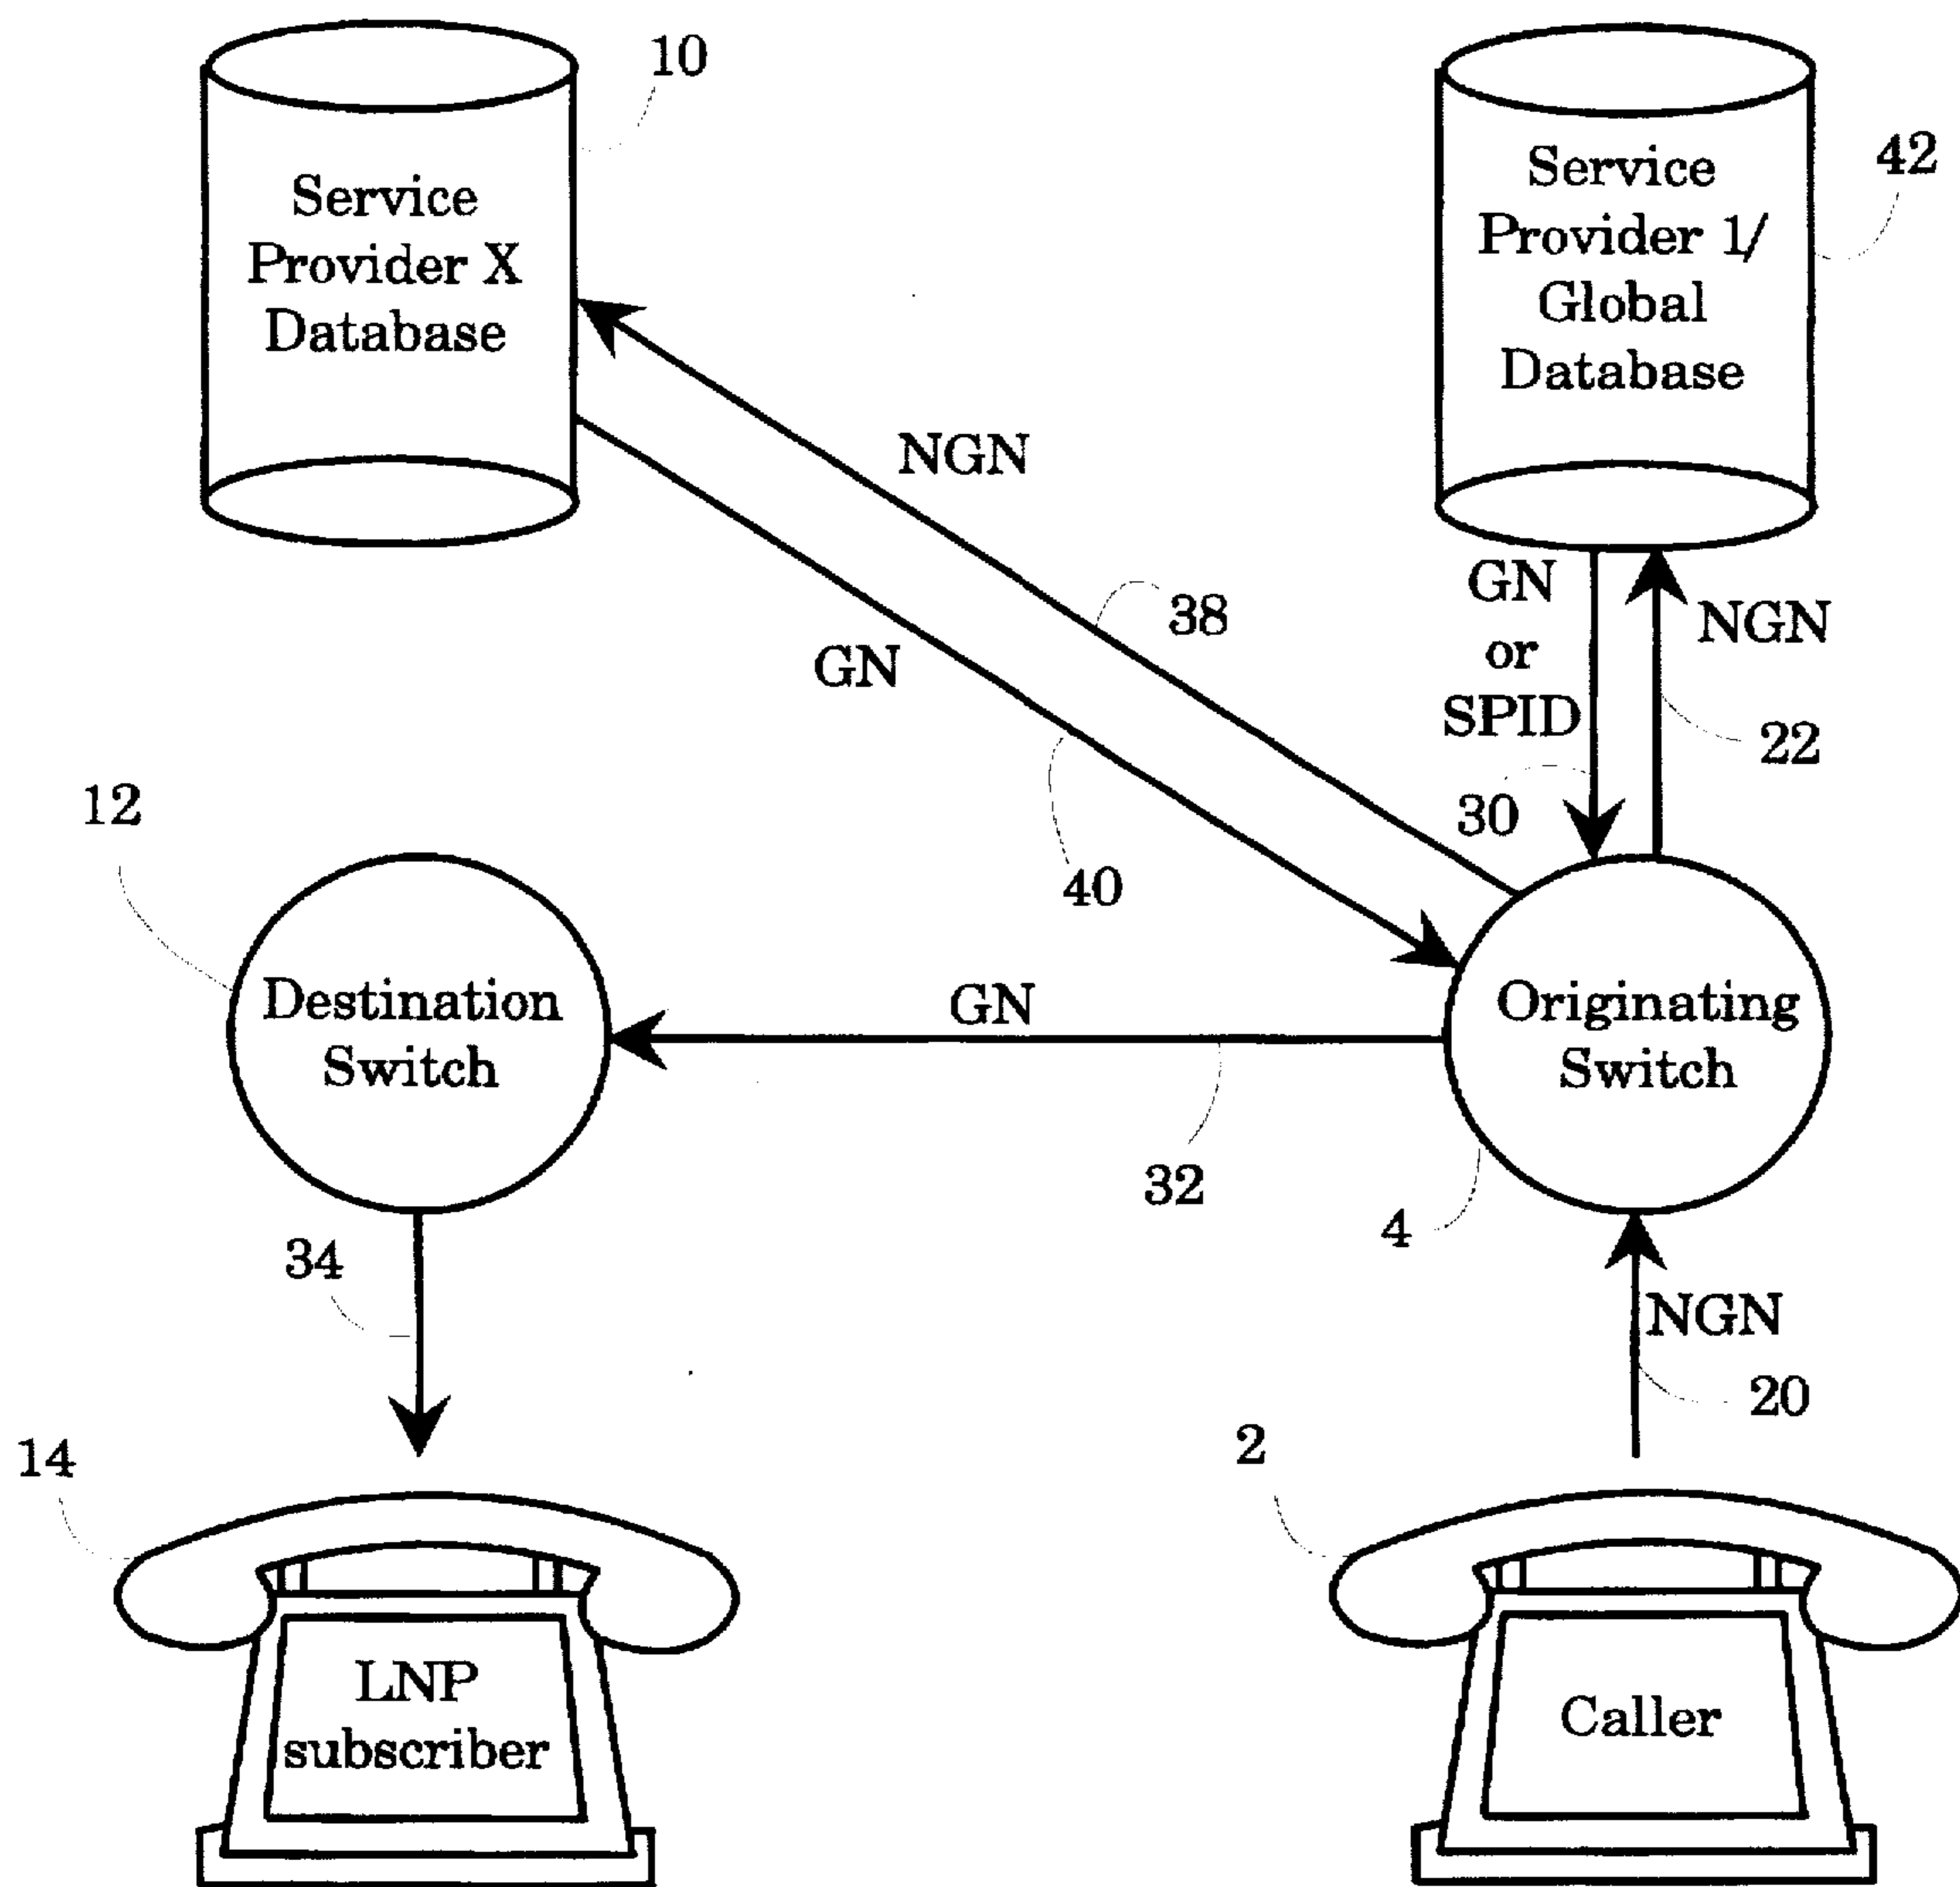 10
Service
Provider X
Database
Service
Provider 1/
Global
Database
42
NGN
GN
38
40
GN
or
SPID
NGN
22
30
12
Destination
Switch
GN
32
Originating
Switch
4
34
NGN
20
14
2
LNP
subscriber
Caller